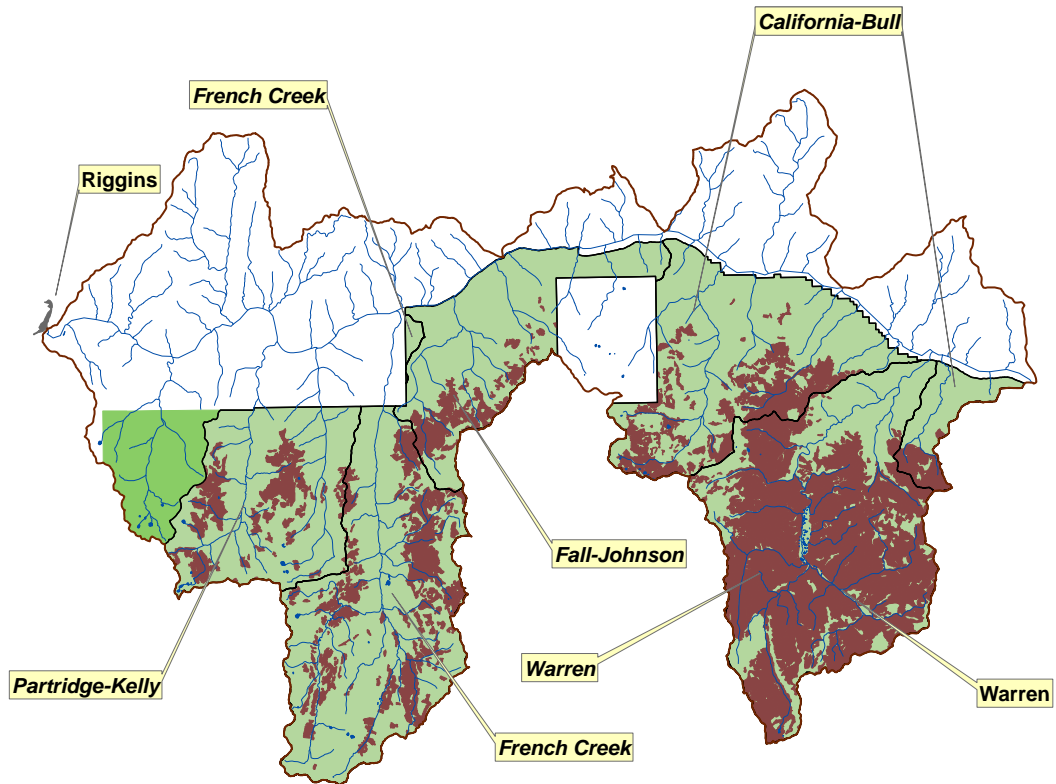 California-Bull
French Creek
Riggins
Fall-Johnson
Warren
Partridge-Kelly
Warren
French Creek